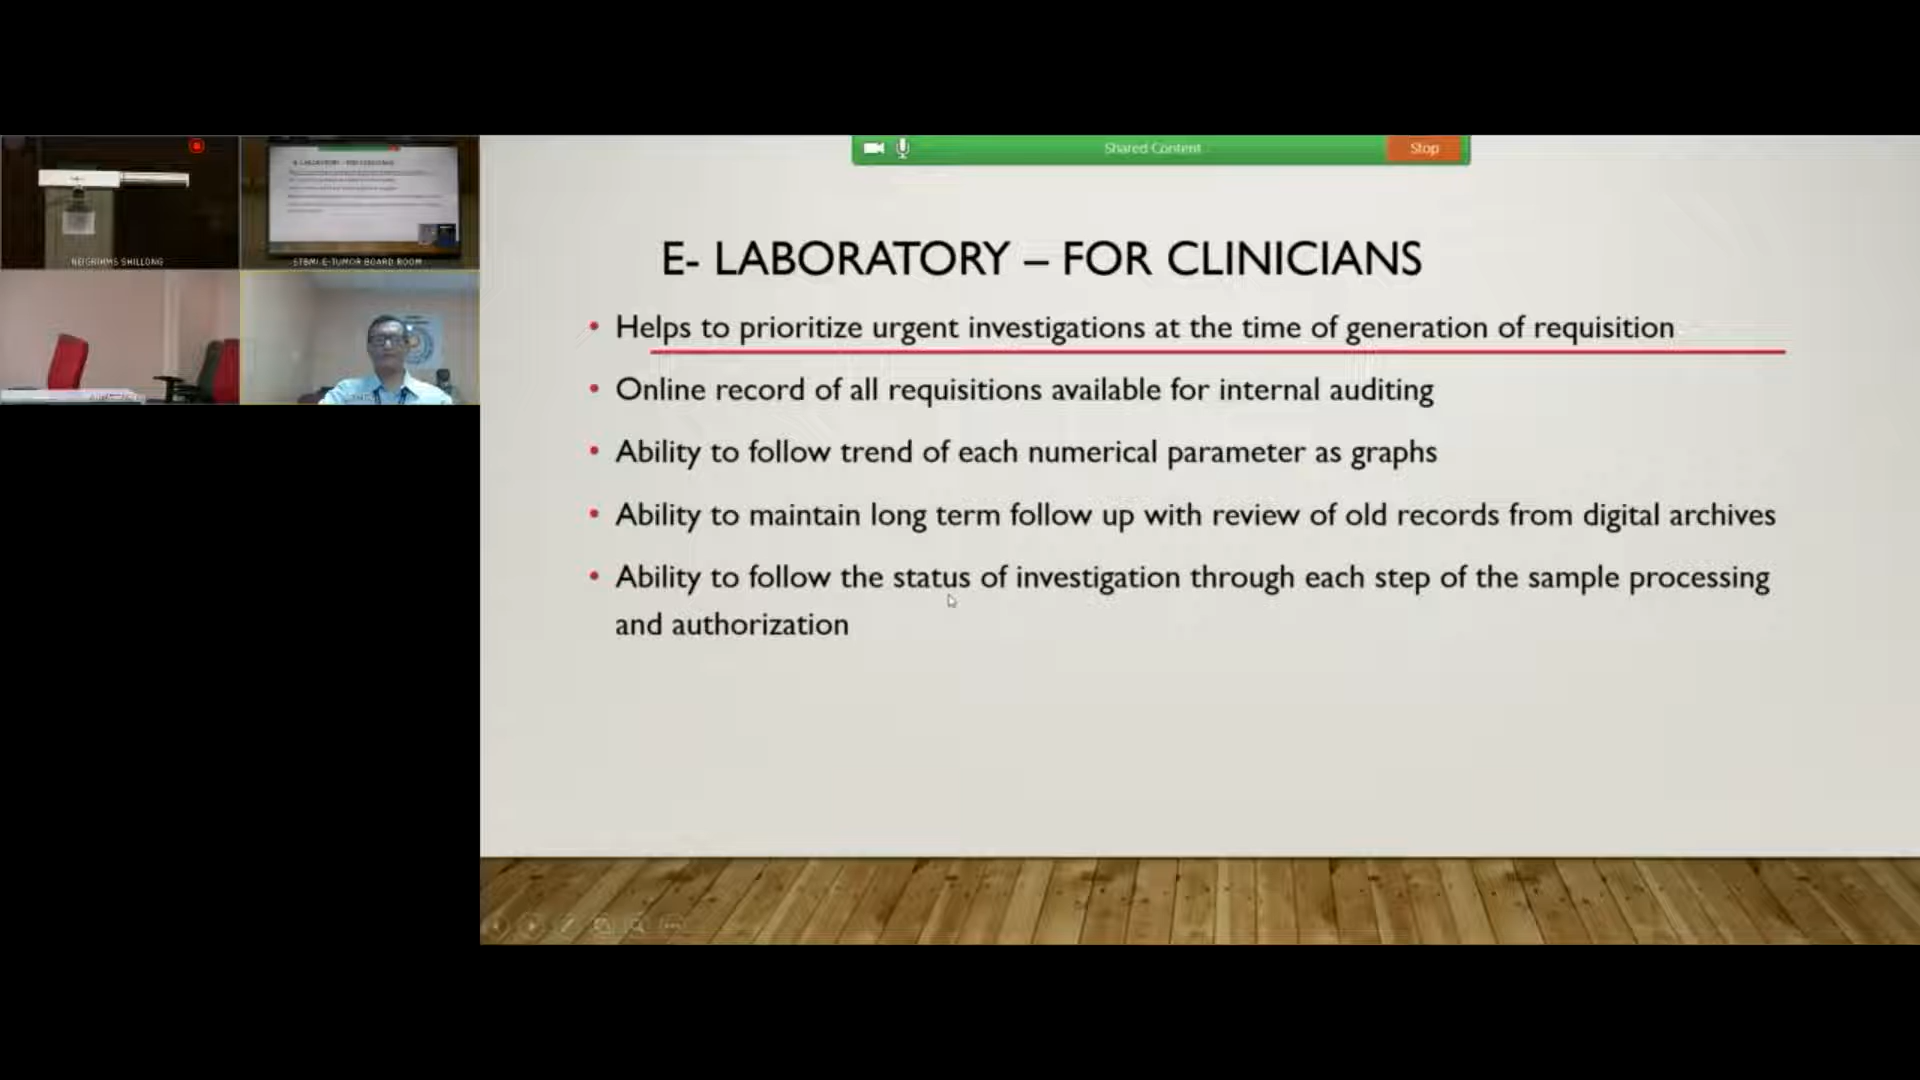 Shared Content
Stop
NEIGRIHMS SHILLONG
STBMI E-TUMOR BOARD ROOM
E- LABORATORY – FOR CLINICIANS
• Helps to prioritize urgent investigations at the time of generation of requisition
• Online record of all requisitions available for internal auditing
• Ability to follow trend of each numerical parameter as graphs
• Ability to maintain long term follow up with review of old records from digital archives
• Ability to follow the status of investigation through each step of the sample processing
and authorization